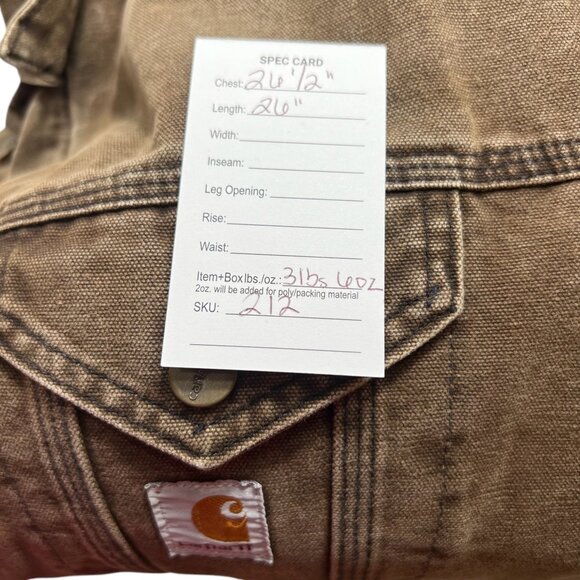 SPEC CARD
Chest: 26 1/2"
Length: 26"
Width:
Inseam:
Leg Opening:
Rise:
Waist:
Item+Box lbs./oz.: 3lbs 6oz
2oz. will be added for poly/packing material
SKU: 212